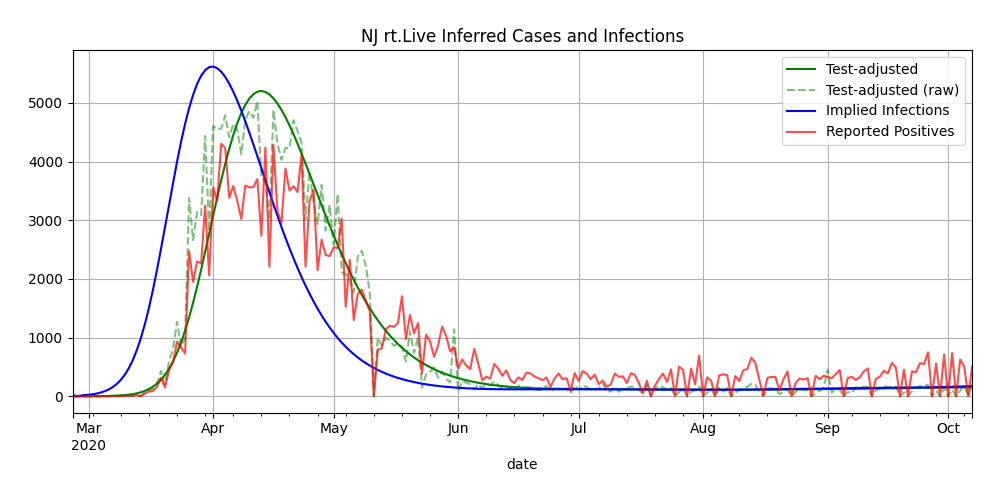 NJ rt.Live Inferred Cases and Infections
Test-adjusted
Test-adjusted (raw)
Implied Infections
Reported Positives
5000
4000
3000
2000
1000
0
Mar Apr May Jun Jul Aug Sep Oct
2020
date